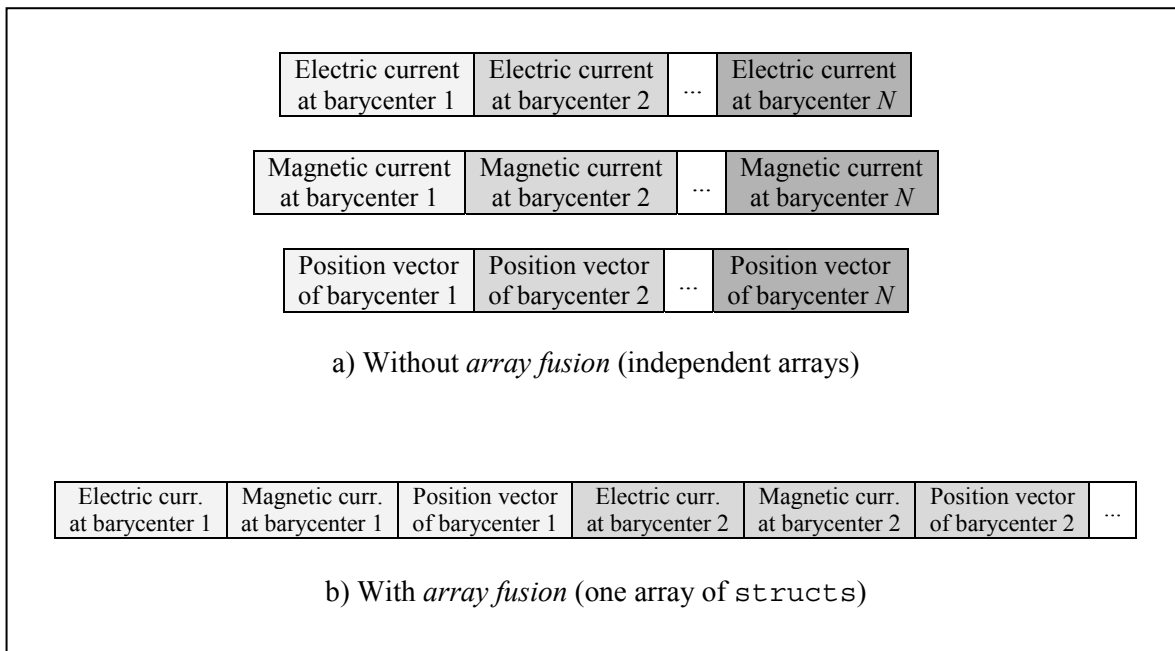 Electric current Electric current Electric current
at barycenter 1 at barycenter 2 ... at barycenter N
Magnetic current Magnetic current Magnetic current
at barycenter 1 at barycenter 2 ... at barycenter N
Position vector Position vector Position vector
of barycenter 1 of barycenter 2 ... of barycenter N
a) Without array fusion (independent arrays)
Electric curr. Magnetic curr. Position vector Electric curr. Magnetic curr. Position vector
at barycenter 1 at barycenter 1 of barycenter 1 at barycenter 2 at barycenter 2 of barycenter 2 ...
b) With array fusion (one array of structs)